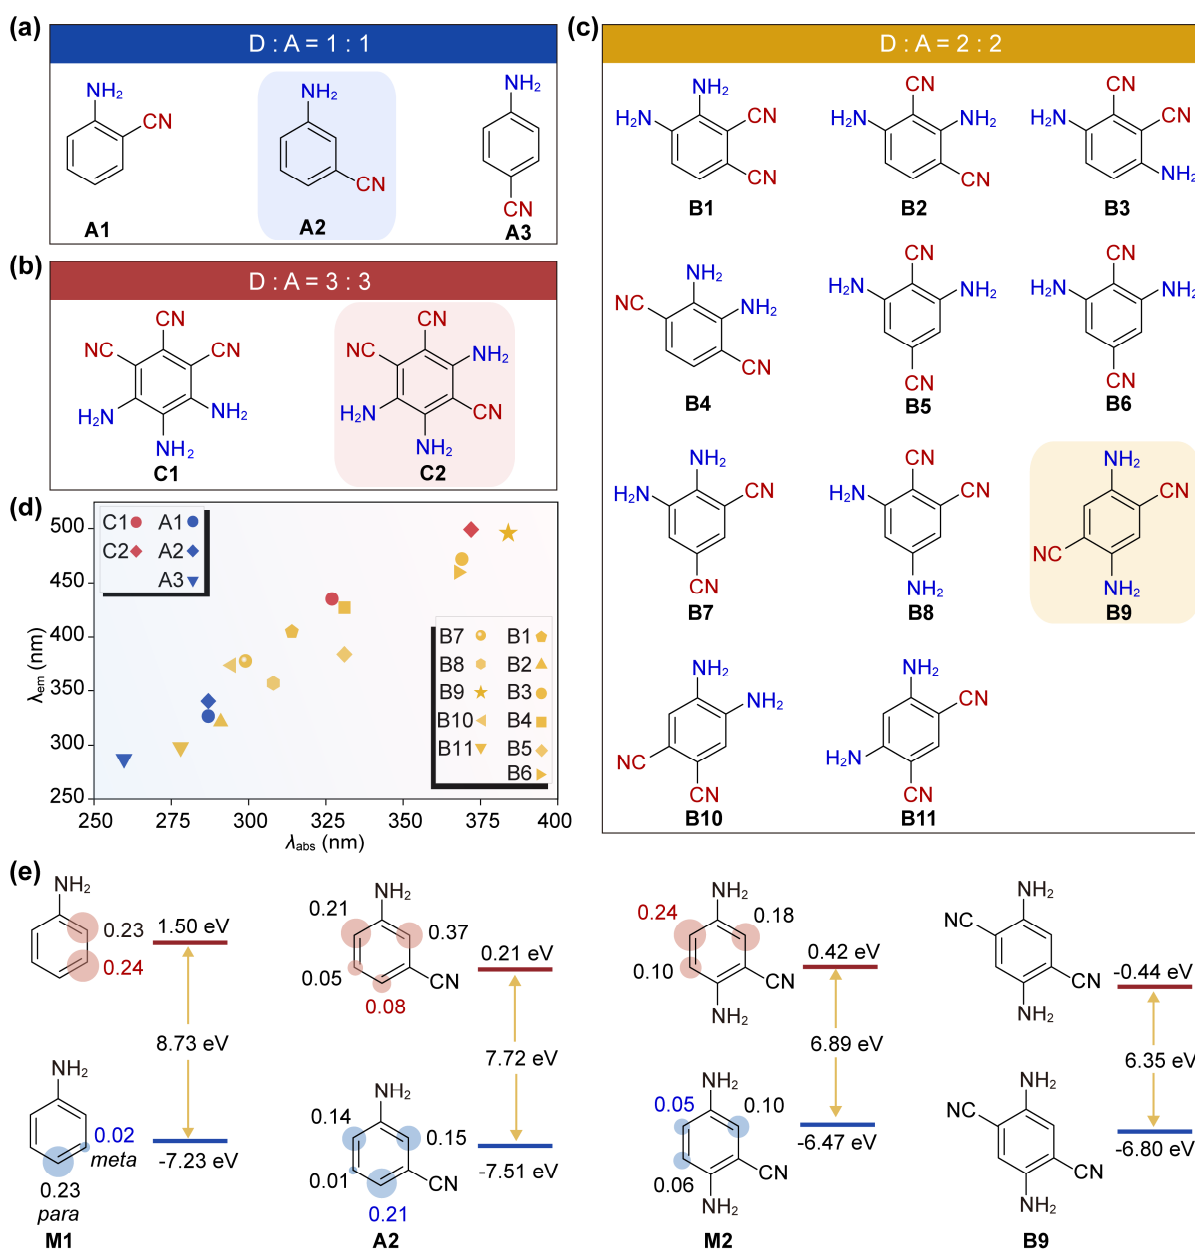 (a)
D : A = 1 : 1
NH₂
CN
A1
NH₂
CN
A2
NH₂
CN
A3
(b)
D : A = 3 : 3
CN
NC
CN
H₂N
NH₂
NH₂
C1
CN
NC
NH₂
H₂N
CN
NH₂
C2
(c)
D : A = 2 : 2
NH₂
H₂N
CN
CN
B1
CN
H₂N
NH₂
CN
B2
CN
H₂N
CN
NH₂
B3
NH₂
NC
NH₂
CN
B4
CN
H₂N
NH₂
CN
B5
CN
H₂N
NH₂
CN
B6
NH₂
H₂N
CN
CN
B7
CN
H₂N
CN
NH₂
B8
NH₂
CN
NC
NH₂
B9
NH₂
NH₂
NC
CN
B10
NH₂
CN
H₂N
CN
B11
(d)
C1 A1
C2 A2
A3
B7 B1
B8 B2
B9 B3
B10 B4
B11 B5
B6
500
450
400
350
300
250
λem (nm)
250 275 300 325 350 375 400
λabs (nm)
(e)
NH₂
0.23
0.24
1.50 eV
8.73 eV
NH₂
0.02
meta
0.23
para
-7.23 eV
M1
NH₂
0.21
0.37
0.05
CN
0.08
0.21 eV
7.72 eV
NH₂
0.14
0.15
0.01
CN
0.21
-7.51 eV
A2
NH₂
0.24
0.18
0.10
CN
NH₂
0.42 eV
6.89 eV
NH₂
0.05
0.10
0.06
CN
NH₂
-6.47 eV
M2
NH₂
NC
CN
NH₂
-0.44 eV
6.35 eV
NH₂
NC
CN
NH₂
-6.80 eV
B9